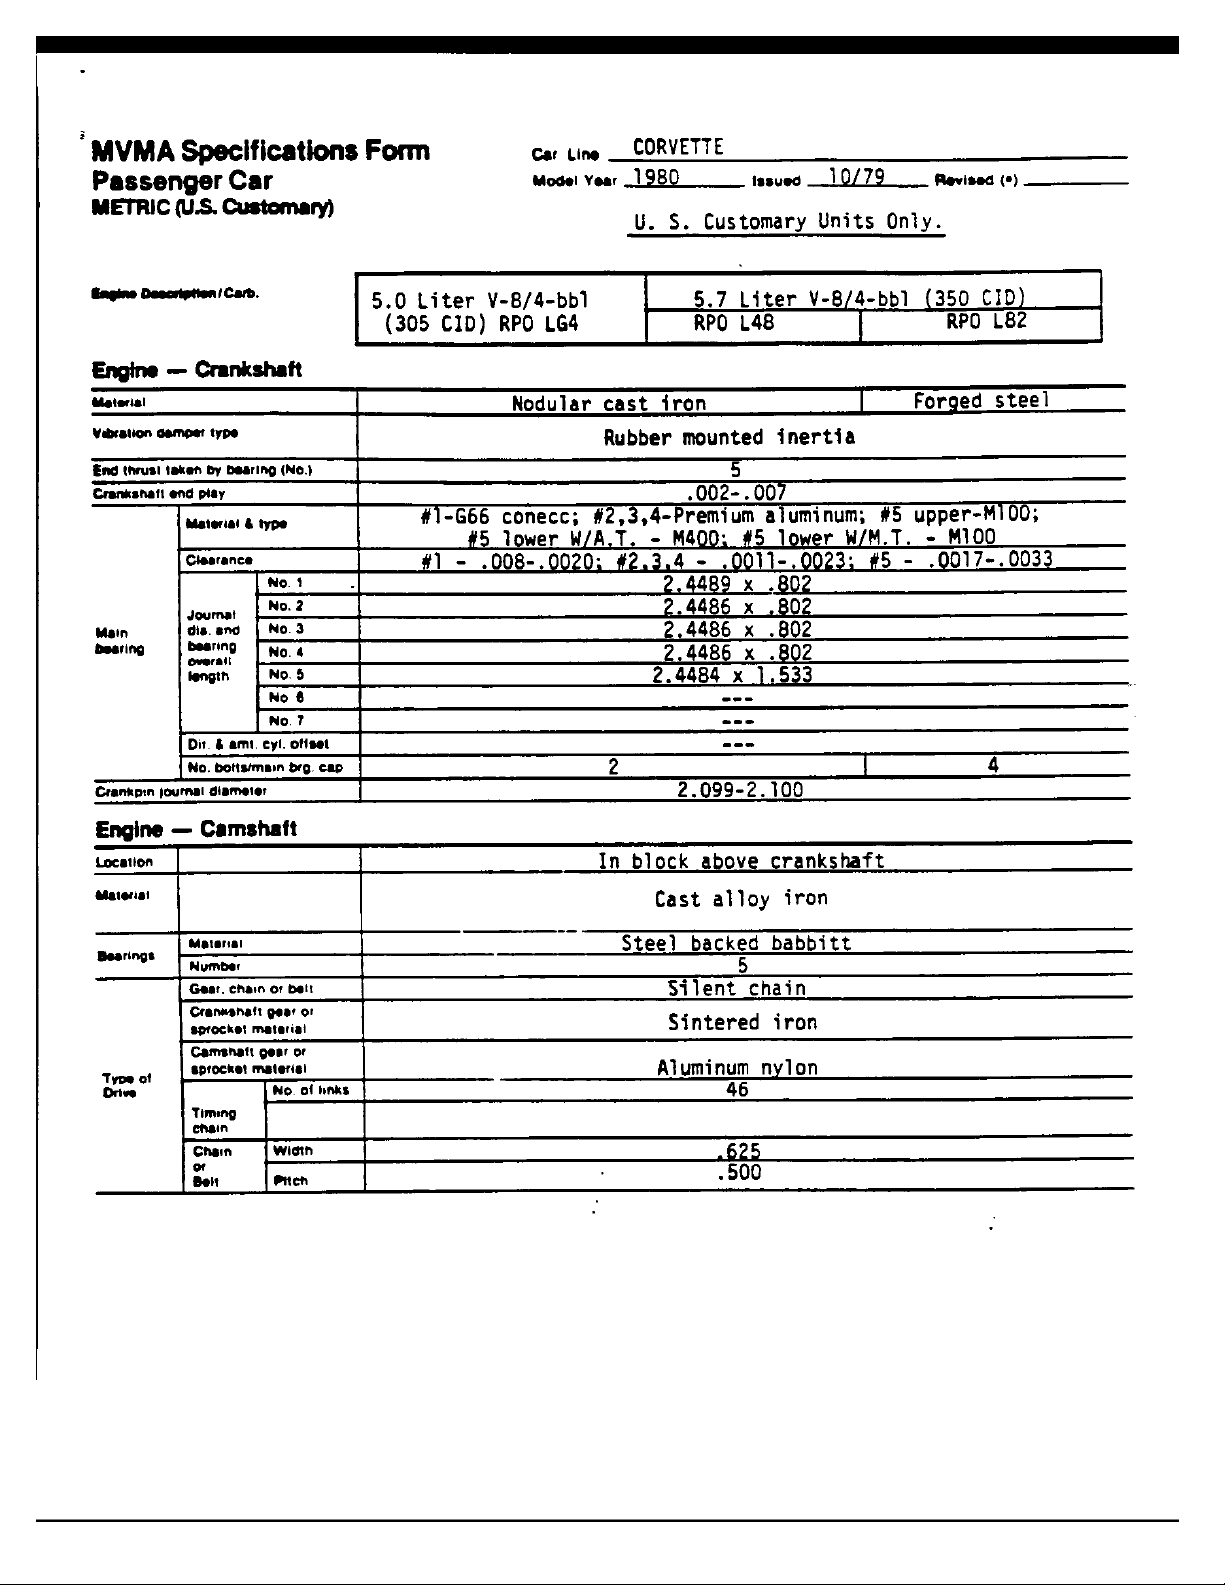 MVMA Specifications Form
Passenger Car
METRIC (U.S. Customary)
Car Line CORVETTE
Model Year 1980 Issued 10/79 Revised (•)
U. S. Customary Units Only.
Engine Description/Carb.
5.0 Liter V-8/4-bbl
(305 CID) RPO LG4
5.7 Liter V-8/4-bbl (350 CID)
RPO L48 RPO L82
Engine — Crankshaft
Material Nodular cast iron Forged steel
Vibration damper type Rubber mounted inertia
End thrust taken by bearing (No.) 5
Crankshaft end play .002-.007
Main bearing
Material & type #1-G66 conecc; #2,3,4-Premium aluminum; #5 upper-M100;
#5 lower W/A.T. - M400; #5 lower W/M.T. - M100
Clearance #1 - .008-.0020; #2,3,4 - .0011-.0023; #5 - .0017-.0033
Journal dia. and bearing overall length
No. 1 2.4489 x .802
No. 2 2.4486 x .802
No. 3 2.4486 x .802
No. 4 2.4486 x .802
No. 5 2.4484 x 1.533
No 6 ---
No. 7 ---
Dir. & amt. cyl. offset ---
No. bolts/main brg. cap 2 4
Crankpin journal diameter 2.099-2.100
Engine — Camshaft
Location In block above crankshaft
Material Cast alloy iron
Bearings
Material Steel backed babbitt
Number 5
Type of Drive
Gear, chain or belt Silent chain
Crankshaft gear or sprocket material Sintered iron
Camshaft gear or sprocket material Aluminum nylon
Timing chain
No. of links 46
Chain or Belt
Width .625
Pitch .500